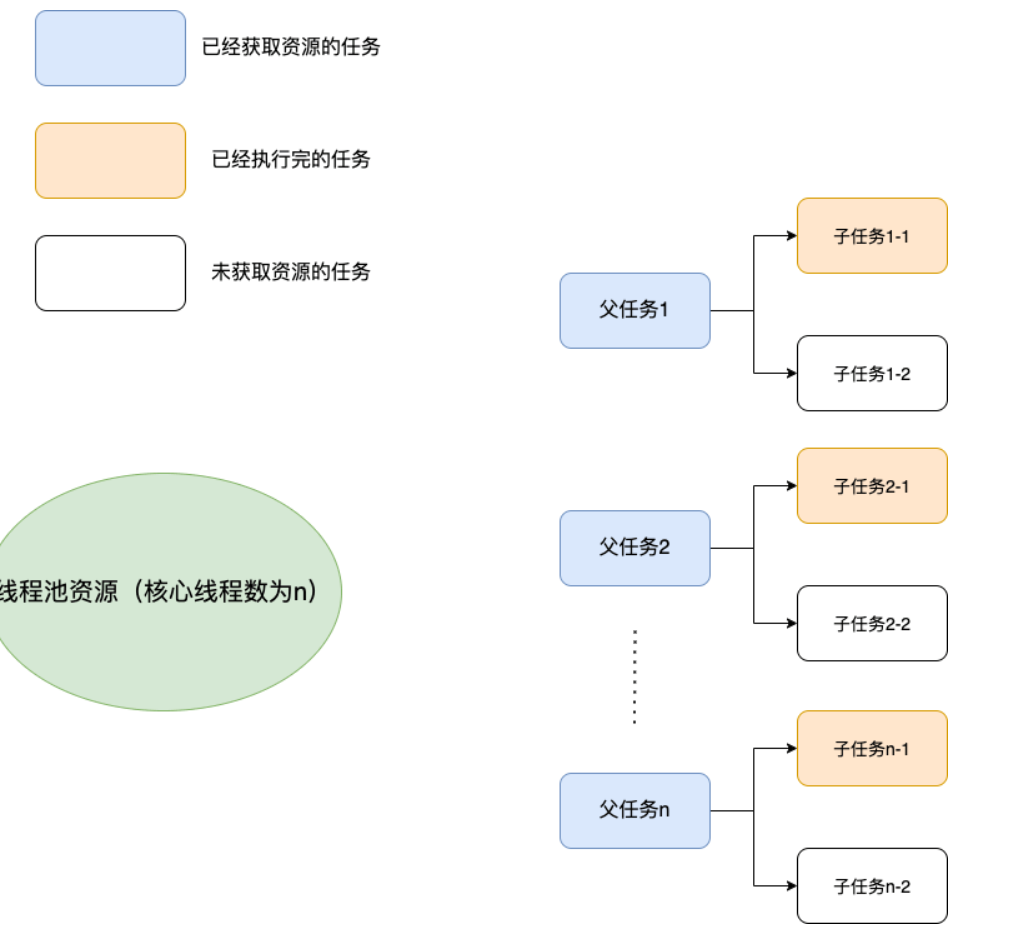 已经获取资源的任务
已经执行完的任务
未获取资源的任务
线程池资源（核心线程数为n）
父任务1
子任务1-1
子任务1-2
父任务2
子任务2-1
子任务2-2
父任务n
子任务n-1
子任务n-2